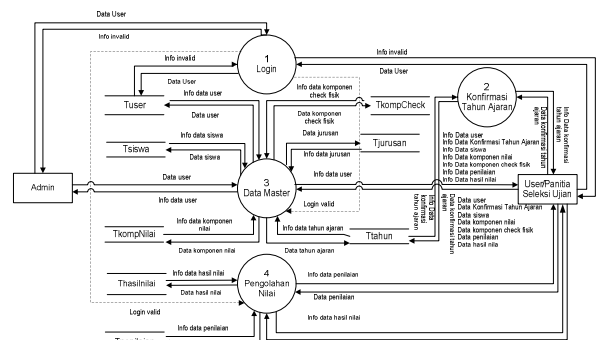 Data User
Info invalid
1
Login
Info invalid
Info invalid
Data User
Data User
Tuser
Info data user
Data user
Info data komponen
check fisik
Data komponen
check fisik
TkompCheck
2
Konfirmasi
Tahun Ajaran
Info Data konfirmasi
tahun ajaran
Data konfirmasi tahun
ajaran
Tsiswa
Info data siswa
Data siswa
Data jurusan
Info data jurusan
Tjurusan
Info Data user
Info Data Konfirmasi Tahun Ajaran
Info Data siswa
Info Data komponen nilai
Info Data komponen check fisik
Info Data penilaian
Info Data hasil nilai
Admin
Data user
Info data user
3
Data Master
Info data user
Login valid
User/Panitia
Seleksi Ujian
Info Data
konfirmasi
tahun ajaran
Data konfirmasi tahun
ajaran
Data user
Data Konfirmasi Tahun Ajaran
Data siswa
Data komponen nilai
Data komponen check fisik
Data penilaian
Data hasil nila
TkompNilai
Info data komponen
nilai
Data komponen nilai
Info data tahun ajaran
Data tahun ajaran
Ttahun
Thasilnilai
Info data hasil nilai
Data hasil nilai
4
Pengolahan
Nilai
Info data penilaian
Data penilaian
Login valid
Info data penilaian
Info data hasil nilai